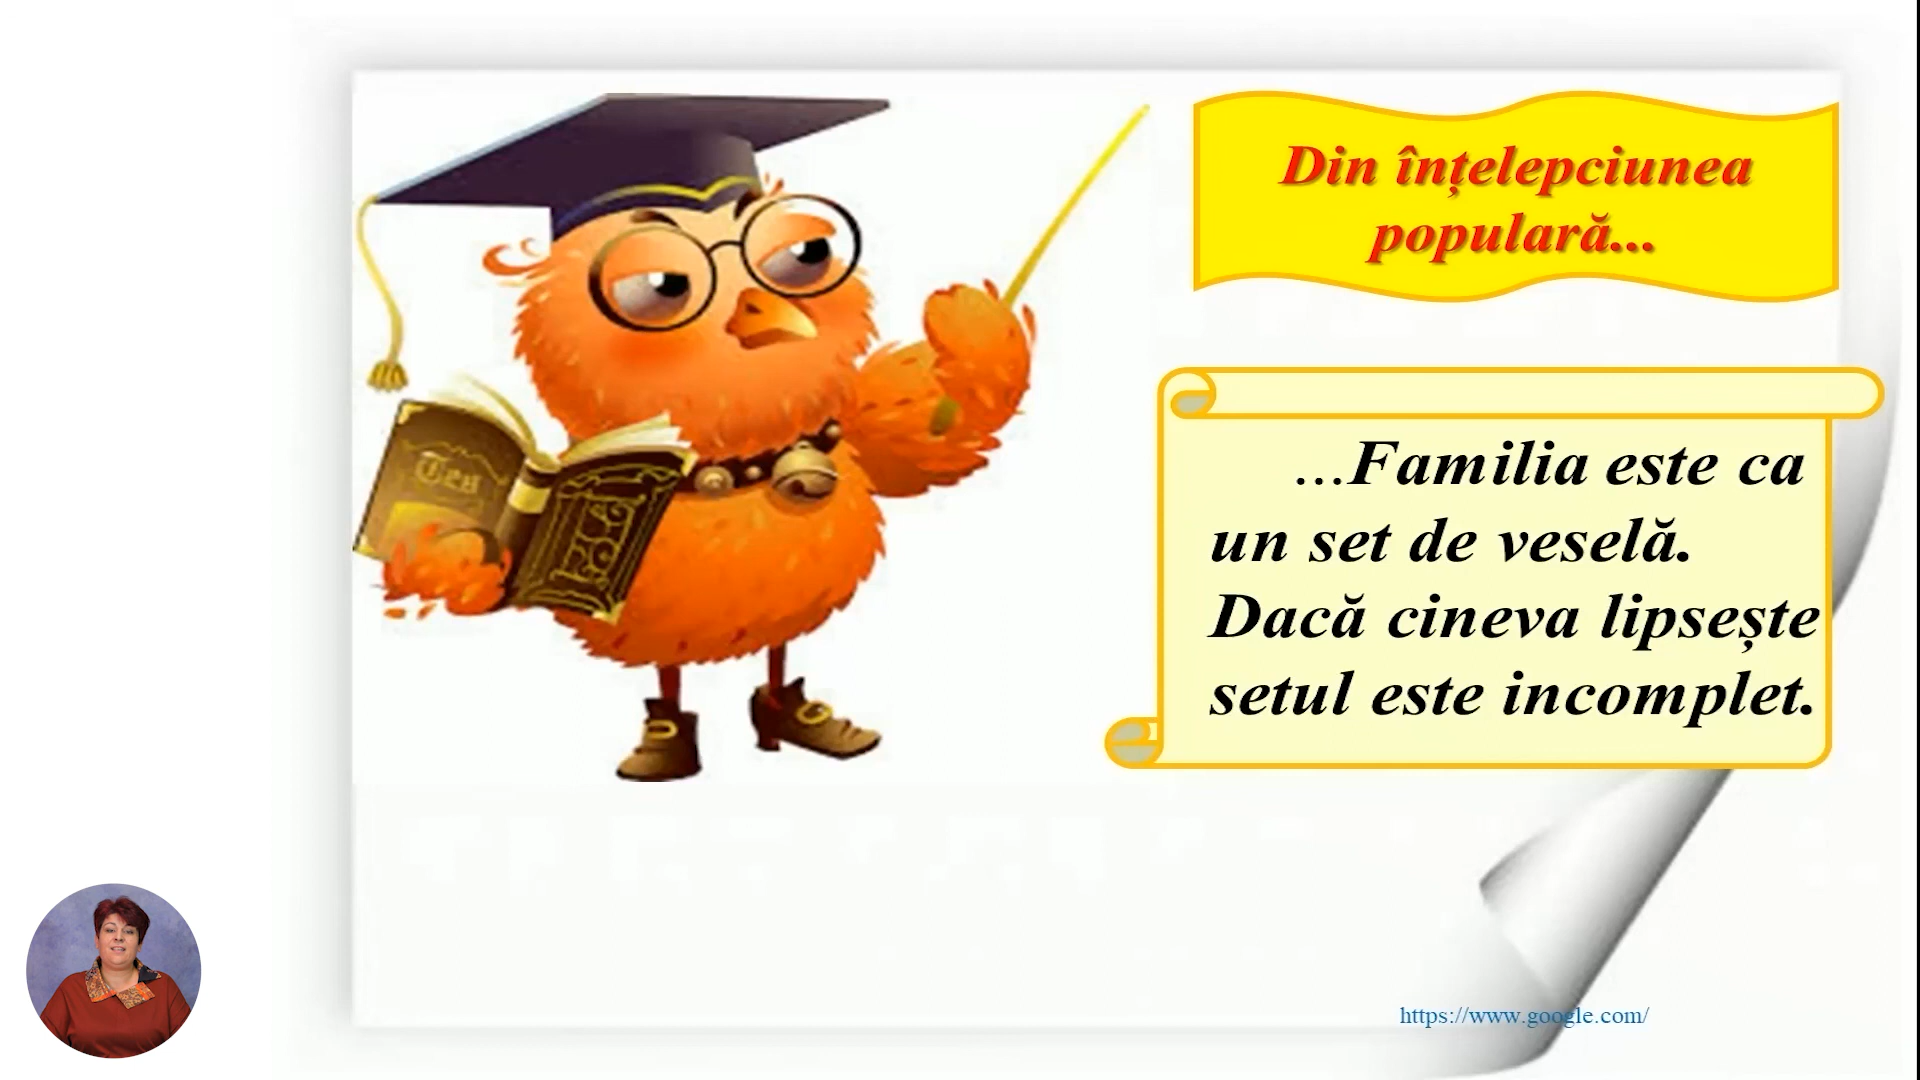 Din înțelepciunea
populară...
...Familia este ca
un set de veselă.
Dacă cineva lipsește
setul este incomplet.
https://www.google.com/